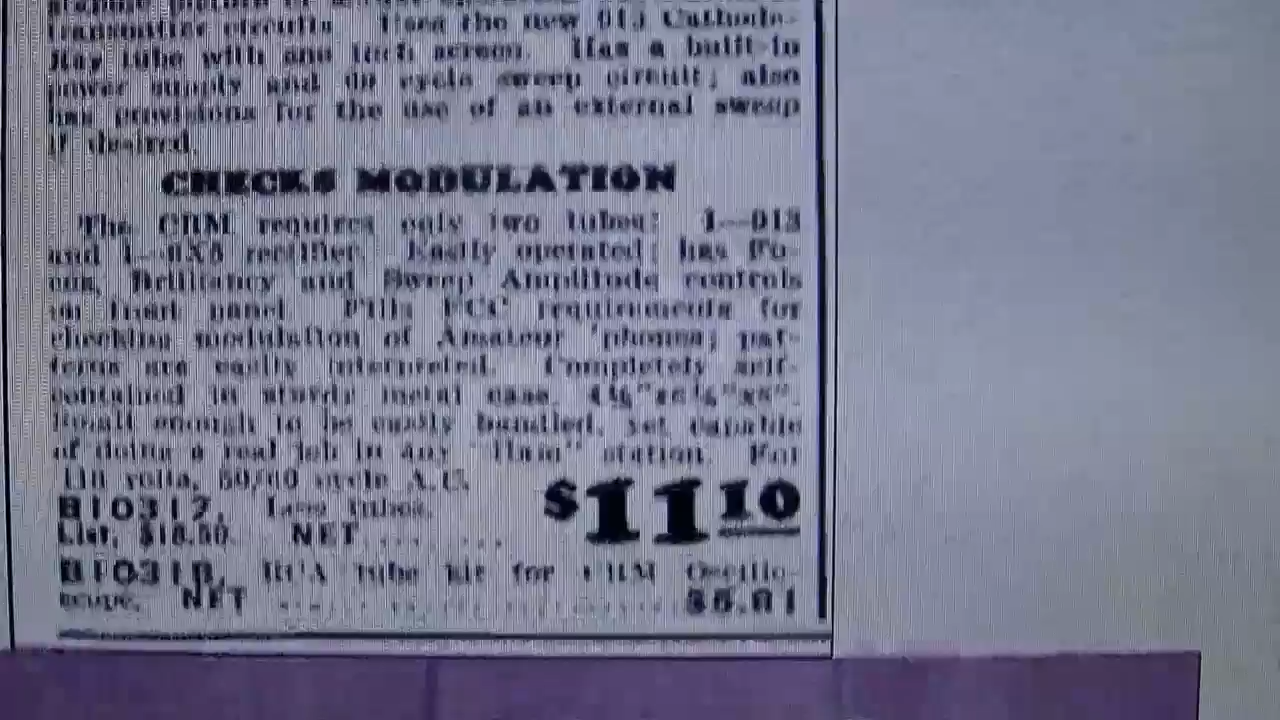 transmitter circuits. Uses the new 913 Cathode-
Ray tube with one inch screen. Has a built-in
power supply and 60 cycle sweep circuit; also
has provisions for the use of an external sweep
if desired.
CHECKS MODULATION
The CRM requires only two tubes: 1—913
and 1—6X5 rectifier. Easily operated; has Fo-
cus, Brilliancy and Sweep Amplitude controls
on front panel. Fills FCC requirements for
checking modulation of Amateur 'phones; pat-
terns are easily interpreted. Completely self-
contained in sturdy metal case.
Small enough to be easily handled, yet capable
of doing a real job in any "Ham" station. For
110 volts, 50/60 cycle A.C.
Less tubes.
List, $18.50. NET
$11.10
RCA tube kit for CRM Oscillo-
scope. NET